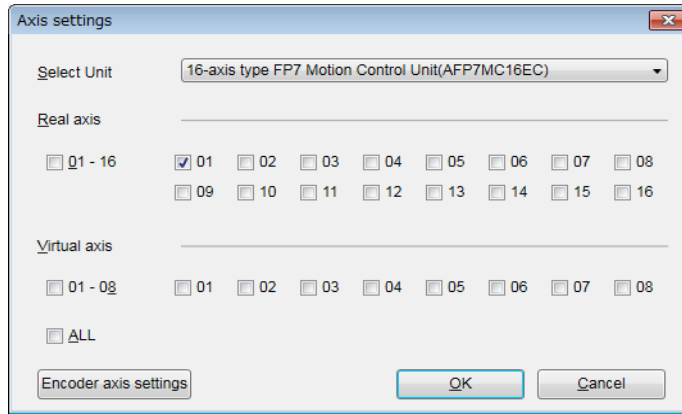 Axis settings
Select Unit 16-axis type FP7 Motion Control Unit(AFP7MC16EC)
Real axis
01 - 16 01 02 03 04 05 06 07 08
09 10 11 12 13 14 15 16
Virtual axis
01 - 08 01 02 03 04 05 06 07 08
ALL
Encoder axis settings OK Cancel